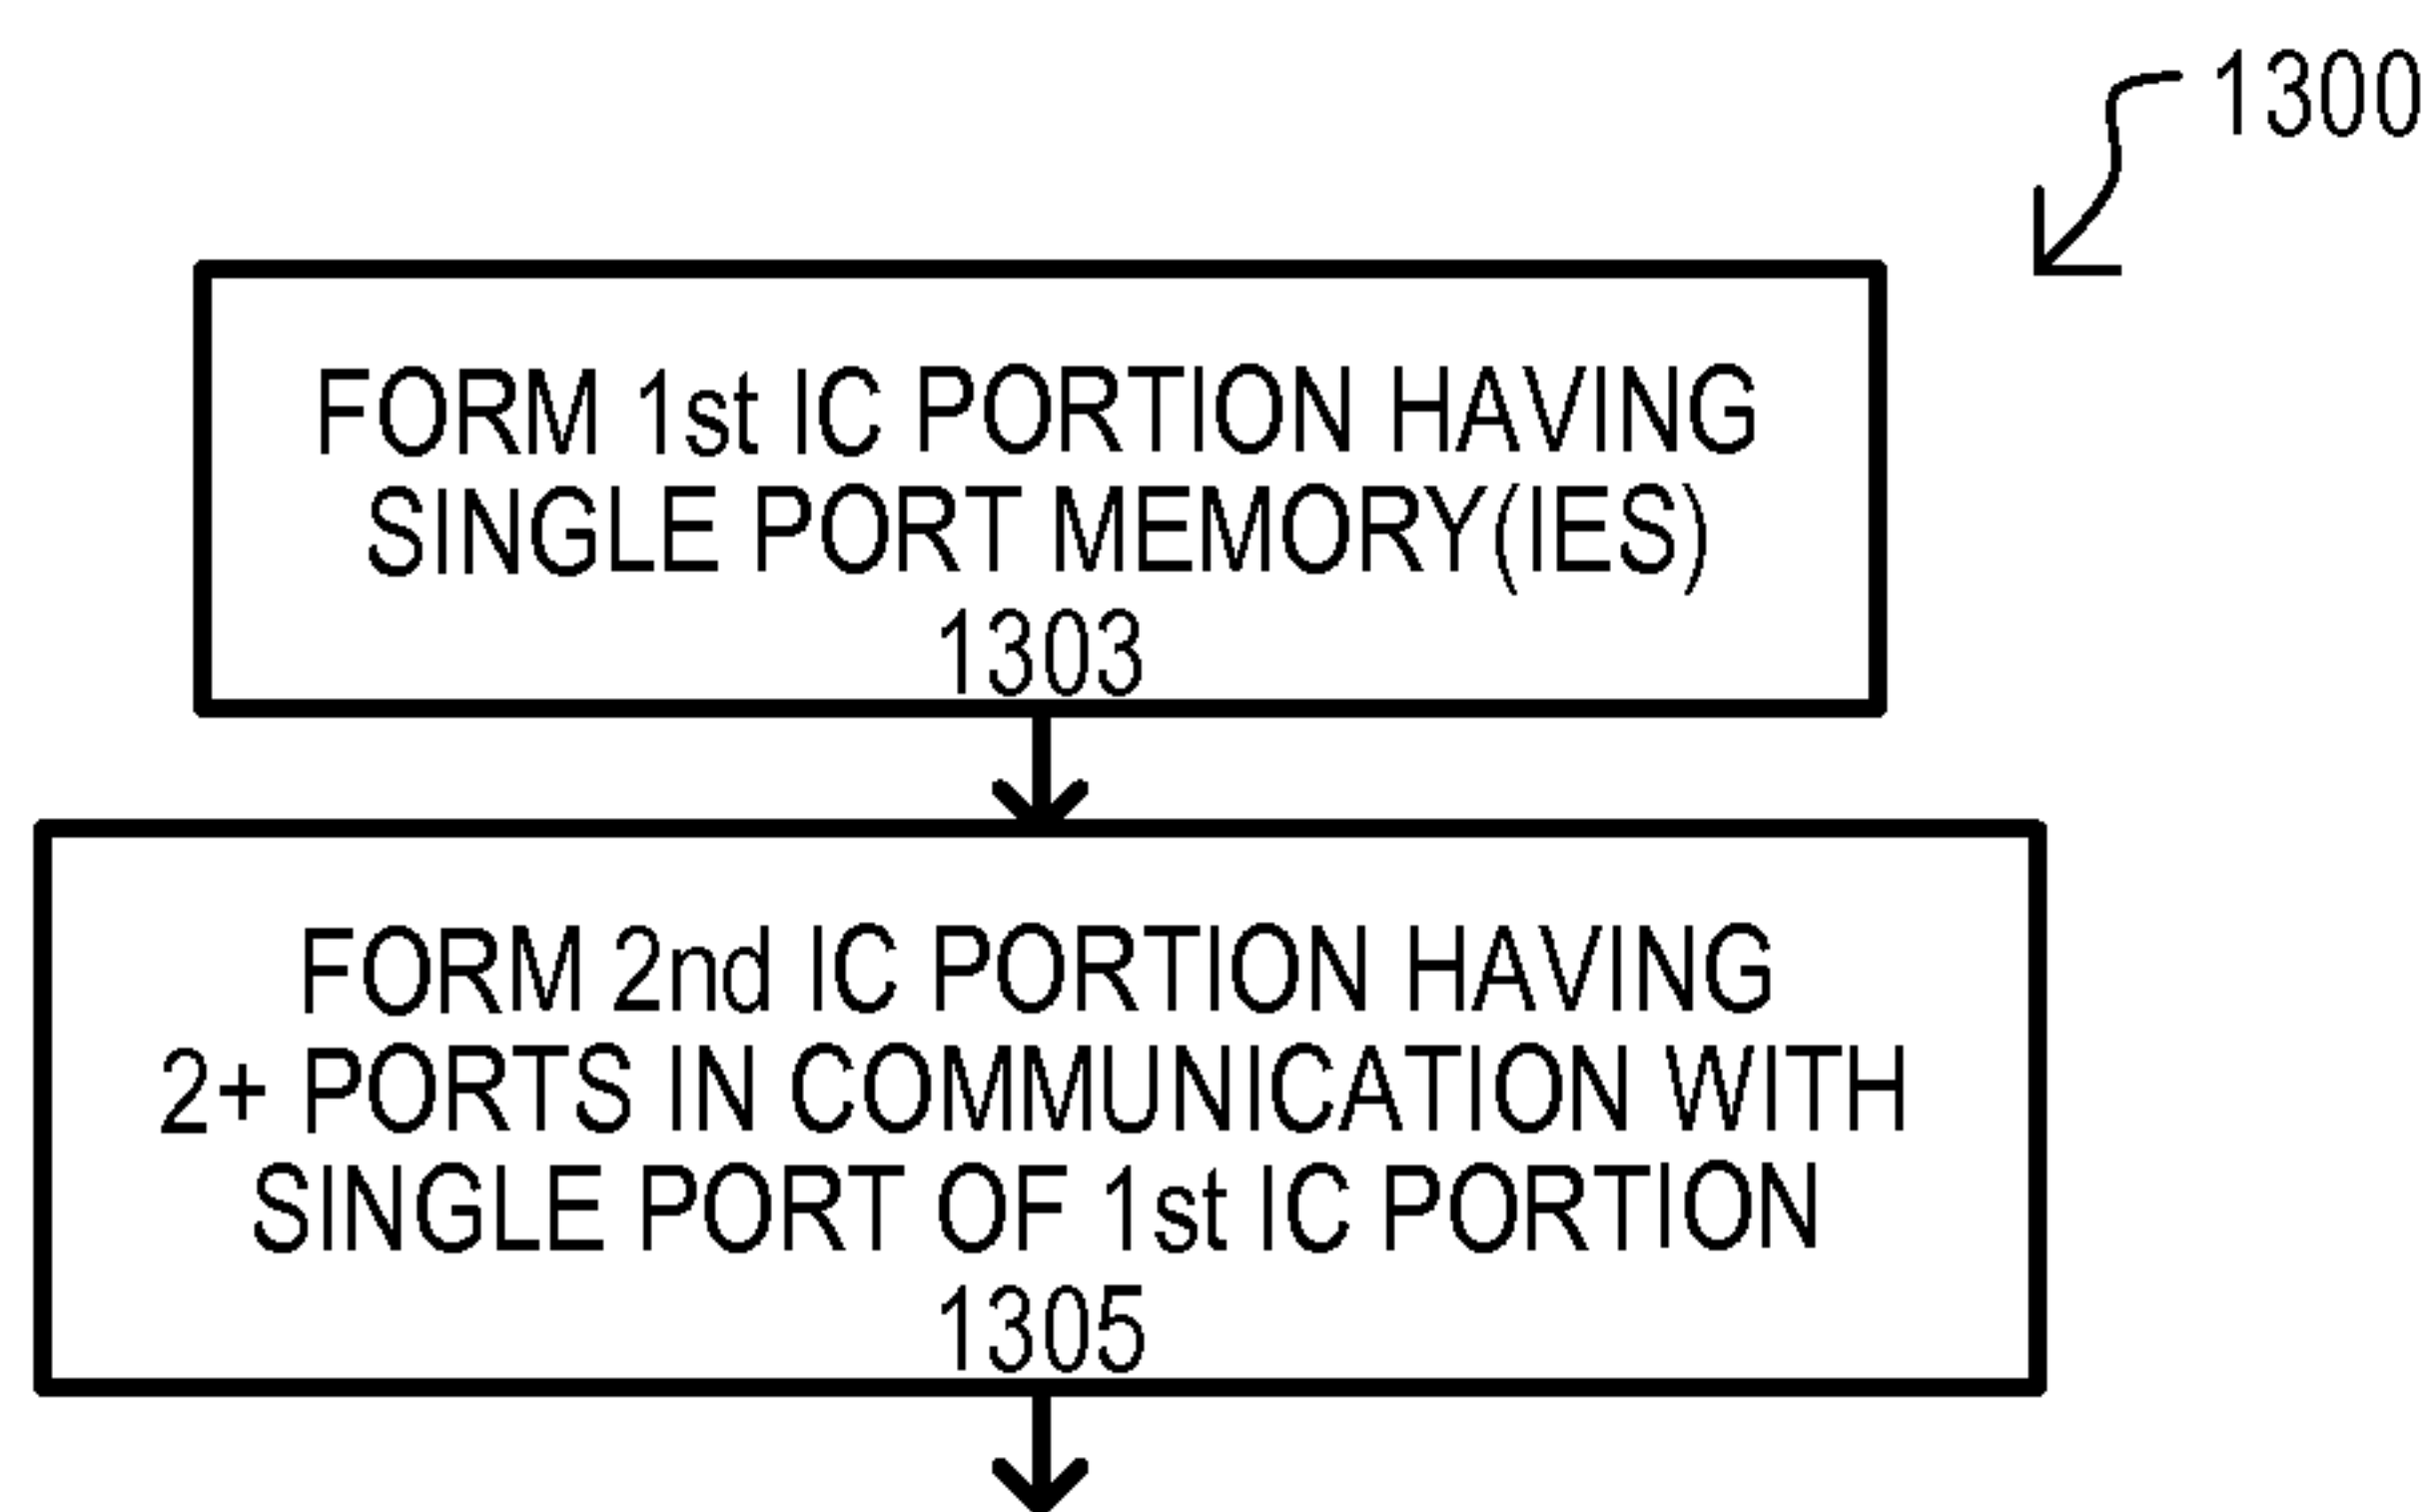 1300
FORM 1st IC PORTION HAVING
SINGLE PORT MEMORY(IES)
1303
FORM 2nd IC PORTION HAVING
2+ PORTS IN COMMUNICATION WITH
SINGLE PORT OF 1st IC PORTION
1305